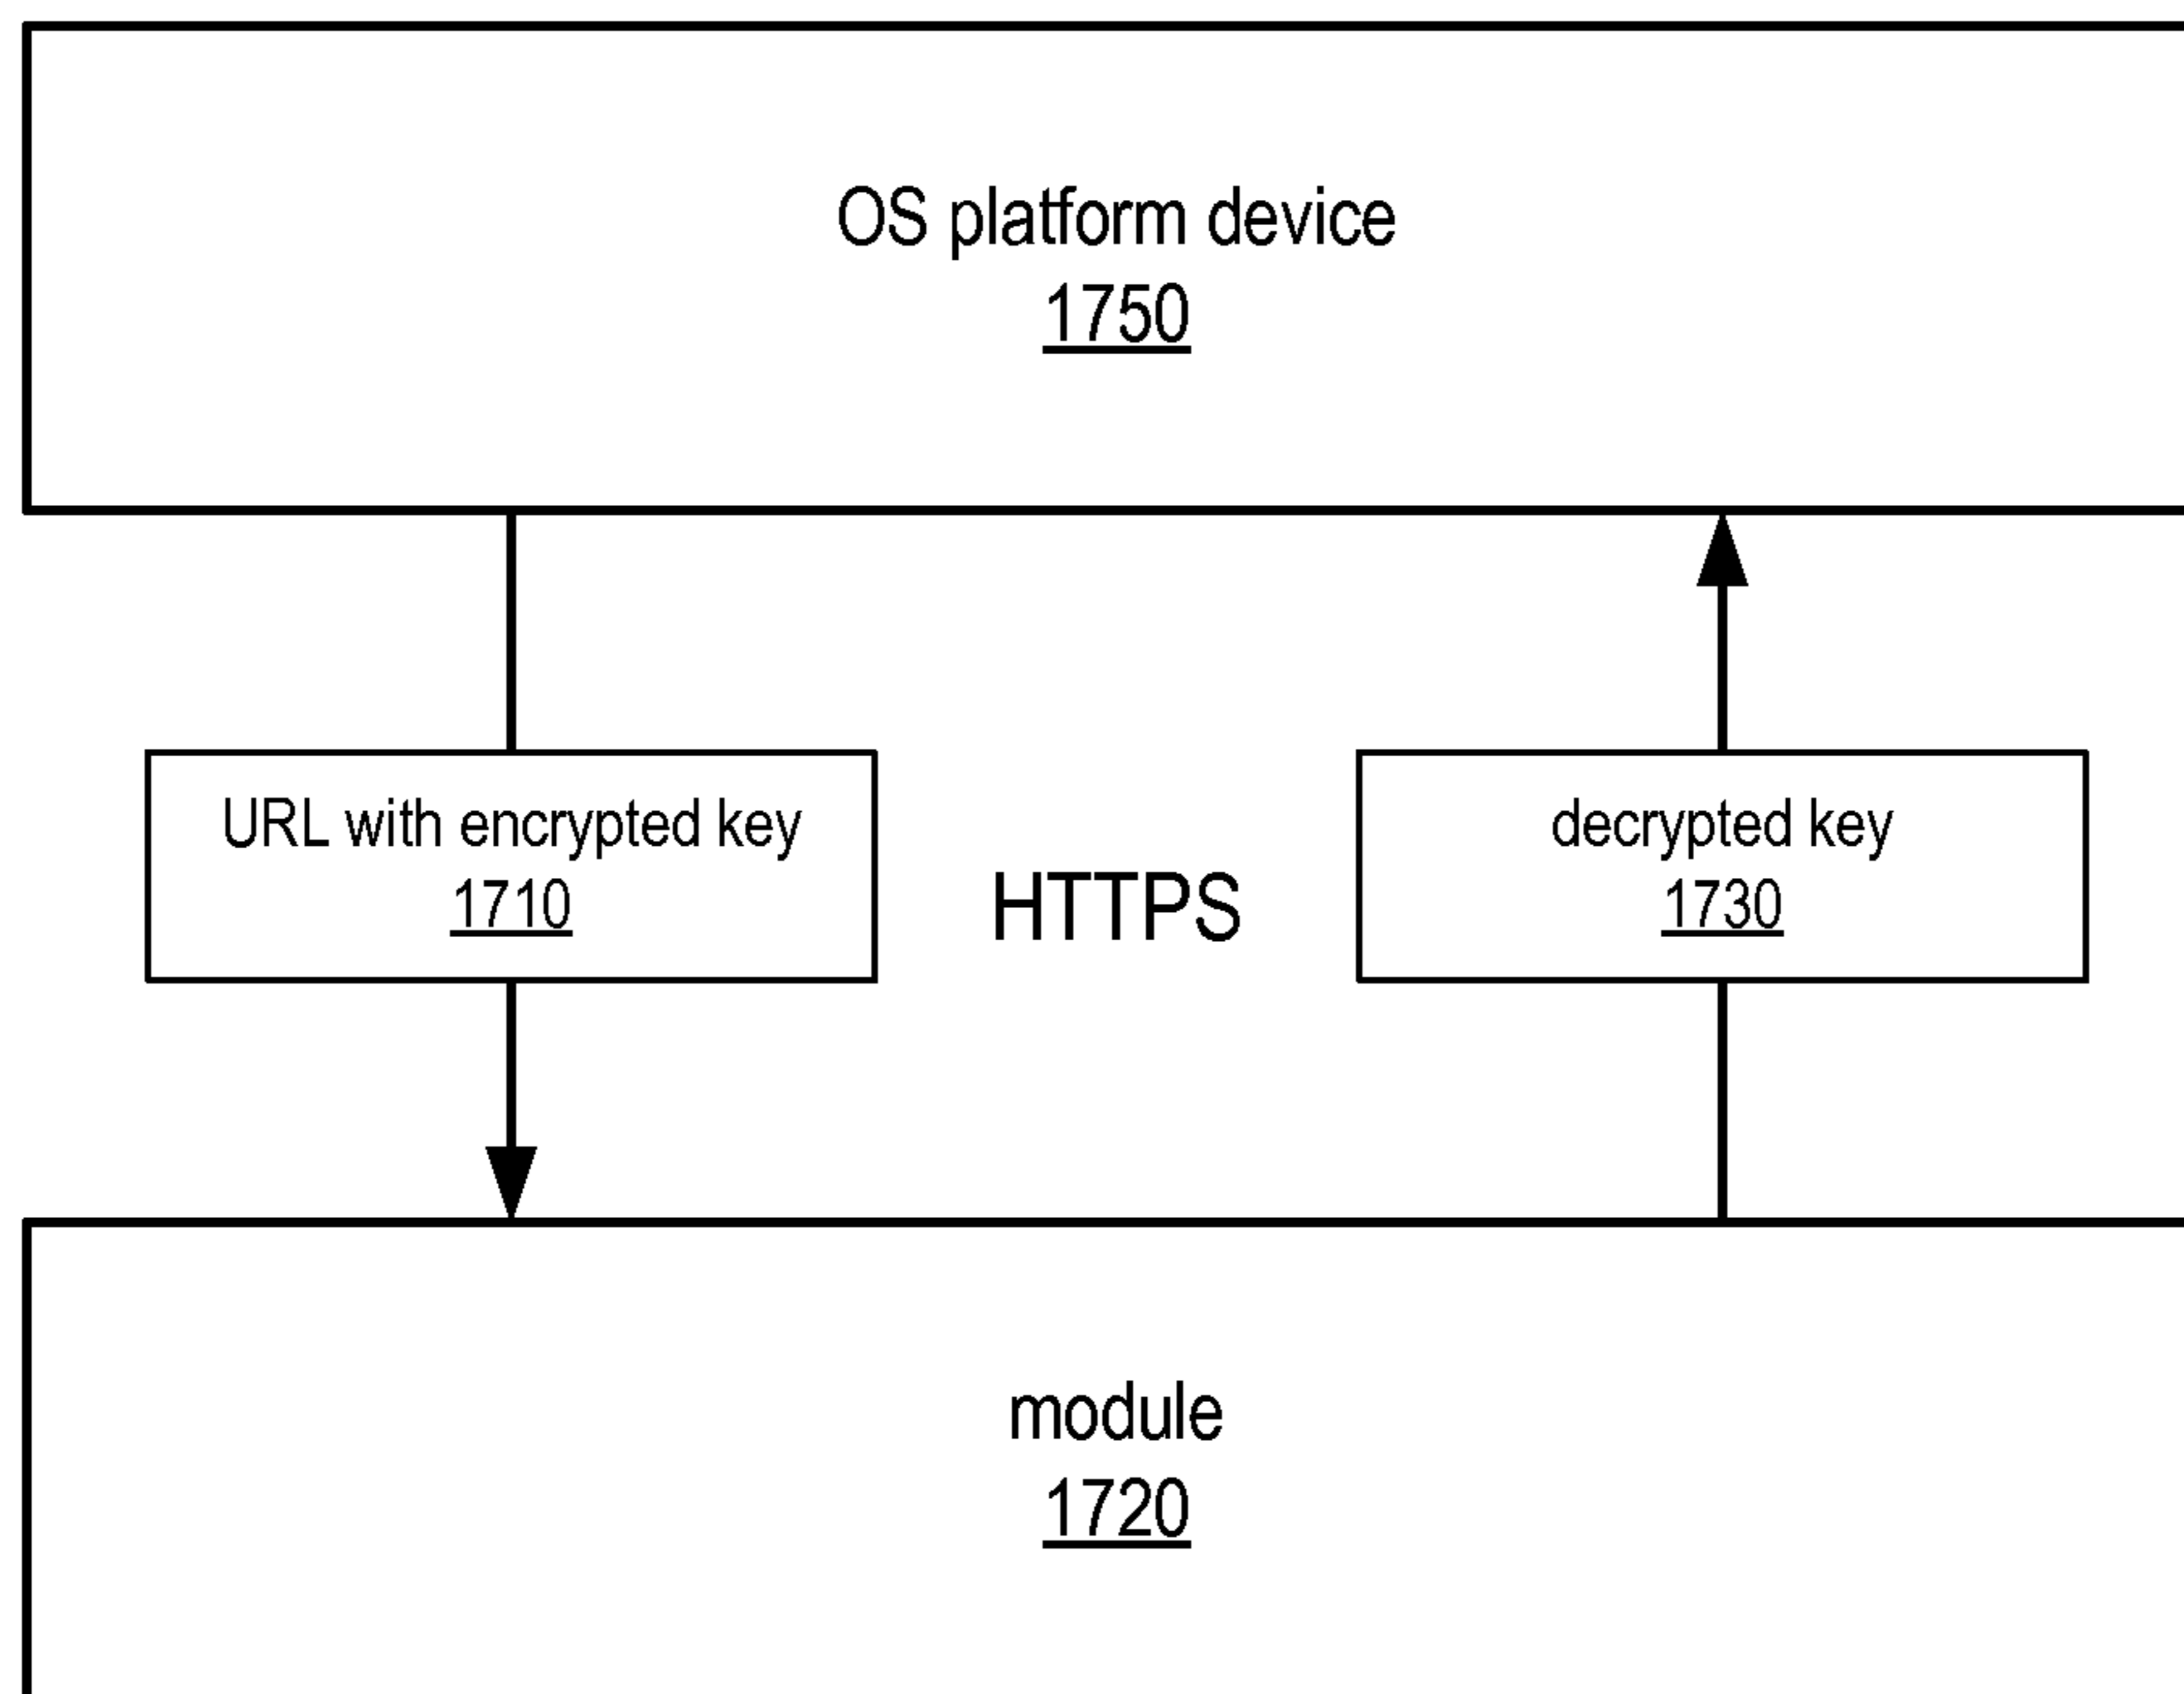 OS platform device
1750
URL with encrypted key
1710
HTTPS
decrypted key
1730
module
1720